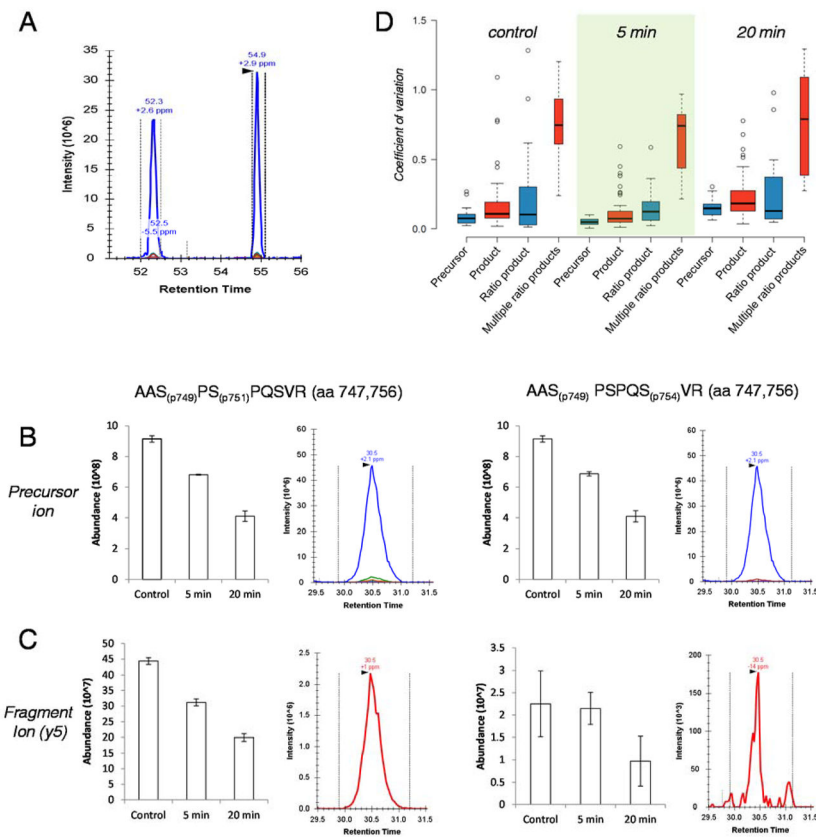 A
35
30
25
20
15
10
5
0
Intensity (10^6)
52.3
+2.6 ppm
52.5
-5.5 ppm
54.9
+2.9 ppm
52 53 54 55 56
Retention Time
D
control 5 min 20 min
1.5
1.0
0.5
0.0
Coefficient of variation
Precursor
Product
Ratio product
Multiple ratio products
Precursor
Product
Ratio product
Multiple ratio products
Precursor
Product
Ratio product
Multiple ratio products
AAS(p749)PS(p751)PQSVR (aa 747,756)
AAS(p749) PSPQS(p754)VR (aa 747,756)
B
Precursor
ion
10
8
6
4
2
0
Abundance (10^8)
Control 5 min 20 min
60
50
40
30
20
10
0
Intensity (10^6)
30.5
+2.1 ppm
29.5 30.0 30.5 31.0 31.5
Retention Time
10
8
6
4
2
0
Abundance (10^8)
Control 5 min 20 min
60
50
40
30
20
10
0
Intensity (10^6)
30.5
+2.1 ppm
29.5 30.0 30.5 31.0 31.5
Retention Time
C
Fragment
Ion (y5)
50
45
40
35
30
25
20
15
10
5
0
Abundance (10^7)
Control 5 min 20 min
2.5
2.0
1.5
1.0
0.5
0.0
Intensity (10^6)
30.5
+1 ppm
29.5 30.0 30.5 31.0 31.5
Retention Time
3.5
3
2.5
2
1.5
1
0.5
0
Abundance (10^7)
Control 5 min 20 min
200
150
100
50
0
Intensity (10^3)
30.5
-14 ppm
29.5 30.0 30.5 31.0 31.5
Retention Time